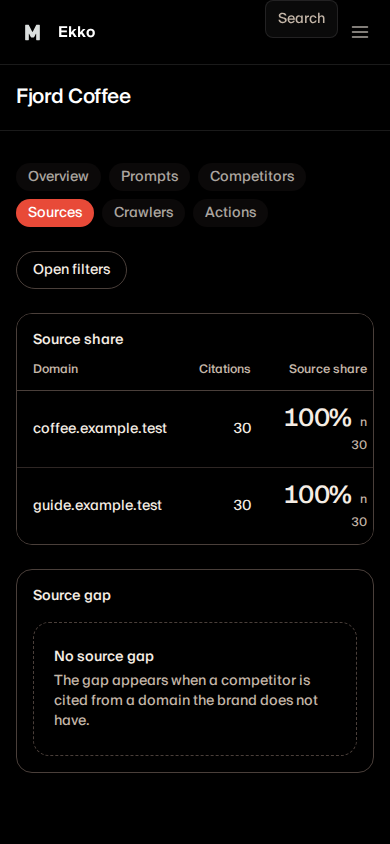 Ekko
Search
Fjord Coffee
Overview Prompts Competitors
Sources Crawlers Actions
Open filters
Source share
Domain Citations Source share
coffee.example.test 30 100% n
30
guide.example.test 30 100% n
30
Source gap
No source gap
The gap appears when a competitor is
cited from a domain the brand does not
have.